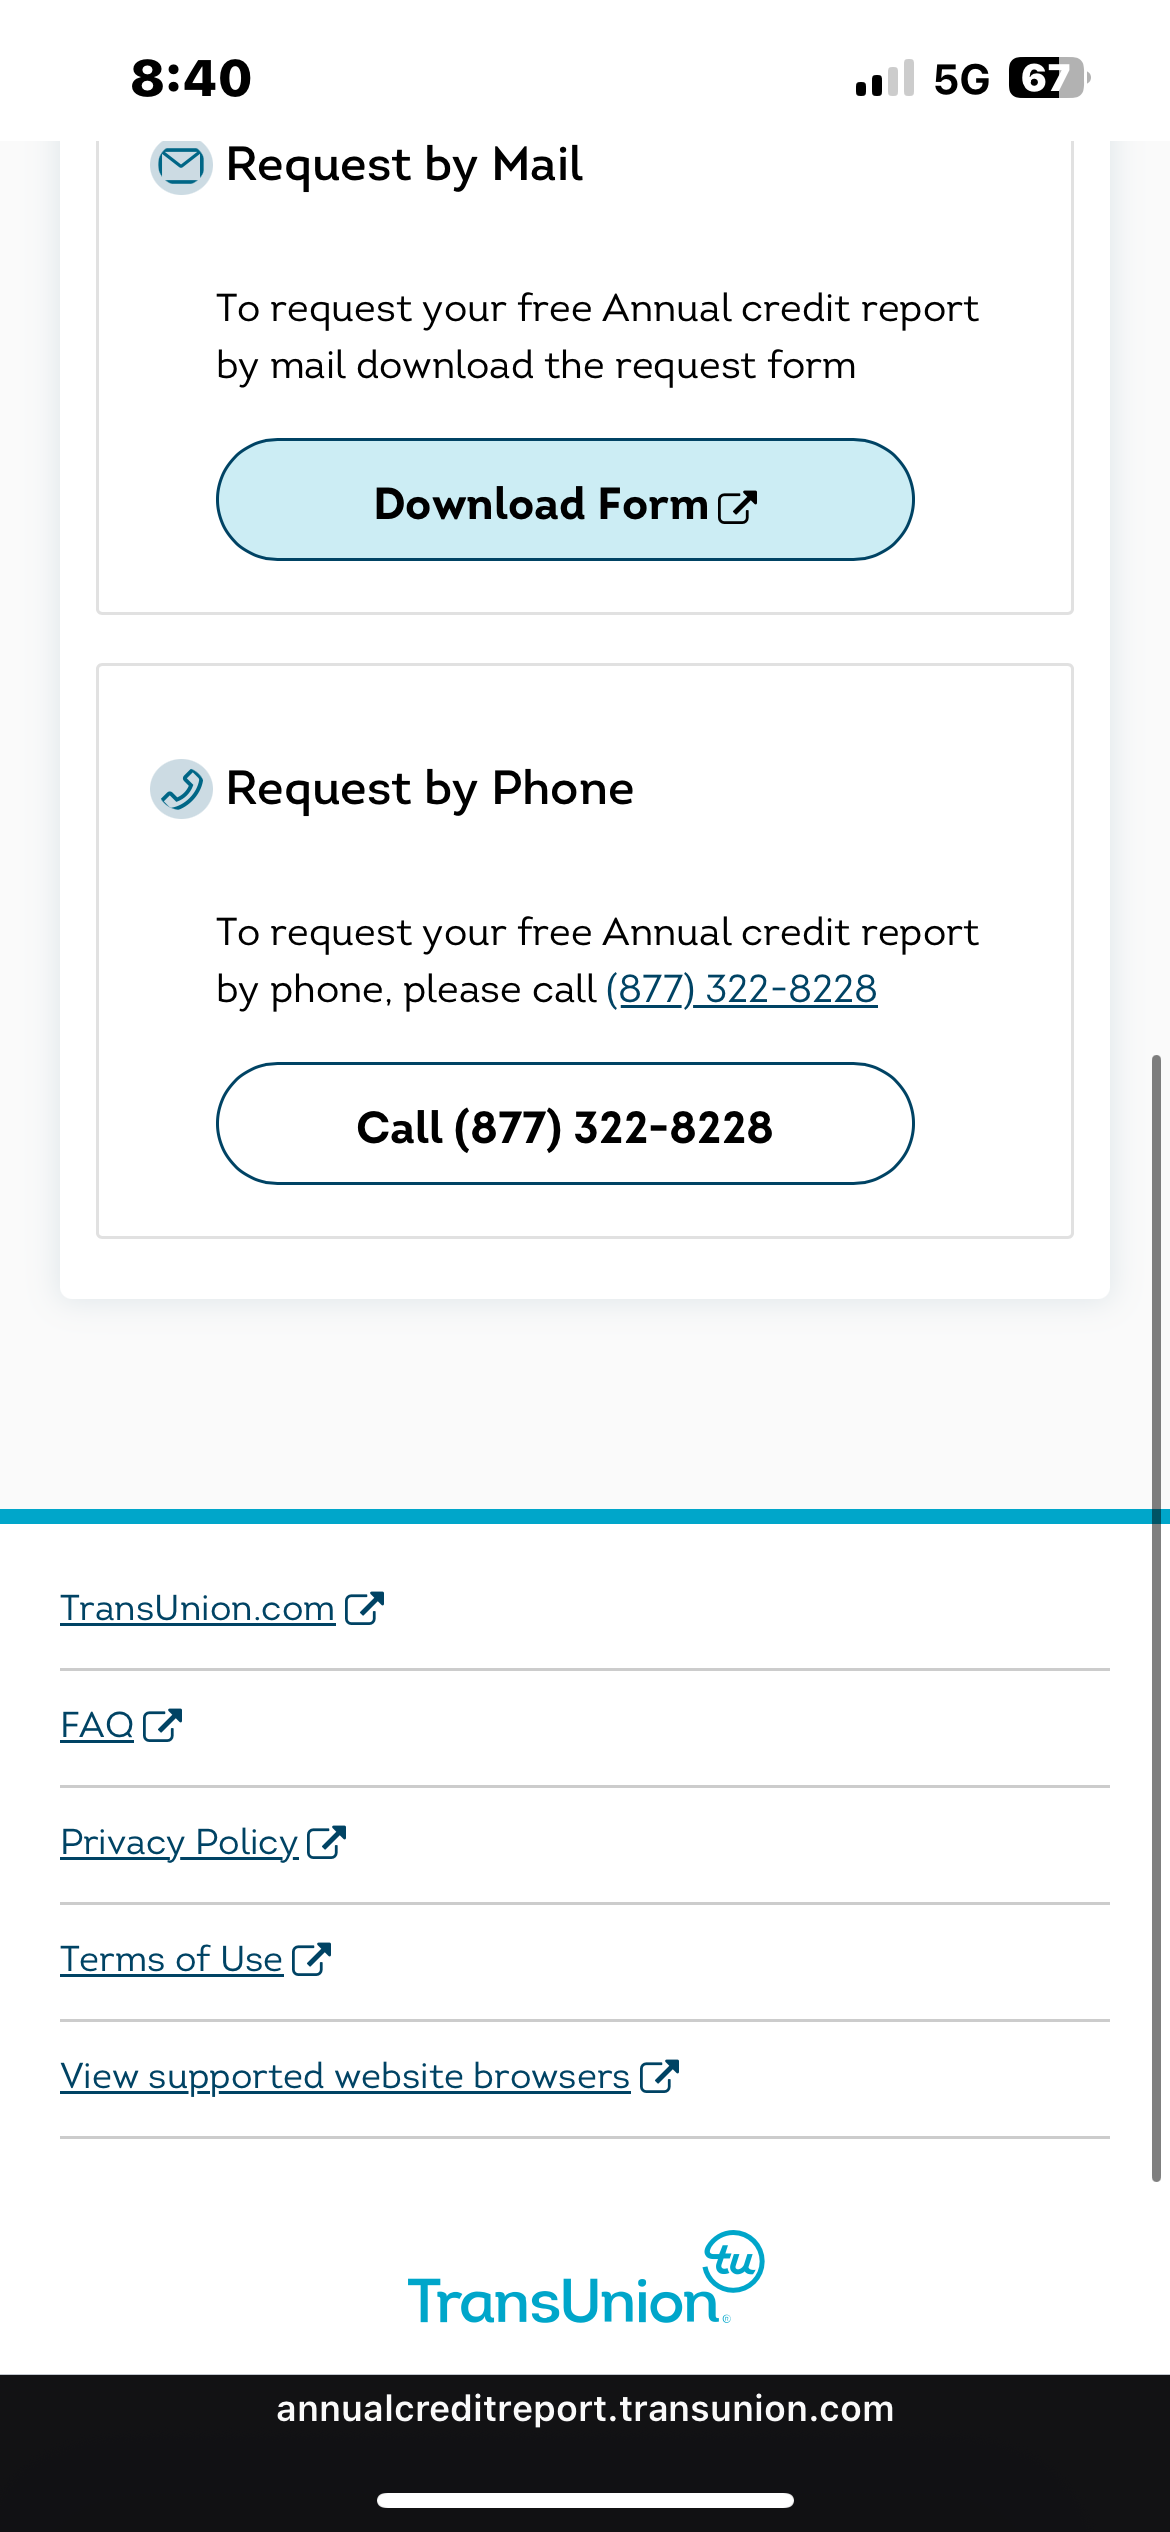 8:40
5G 67
Request by Mail
To request your free Annual credit report
by mail download the request form
Download Form
Request by Phone
To request your free Annual credit report
by phone, please call (877) 322-8228
Call (877) 322-8228
TransUnion.com
FAQ
Privacy Policy
Terms of Use
View supported website browsers
tu
TransUnion®
annualcreditreport.transunion.com